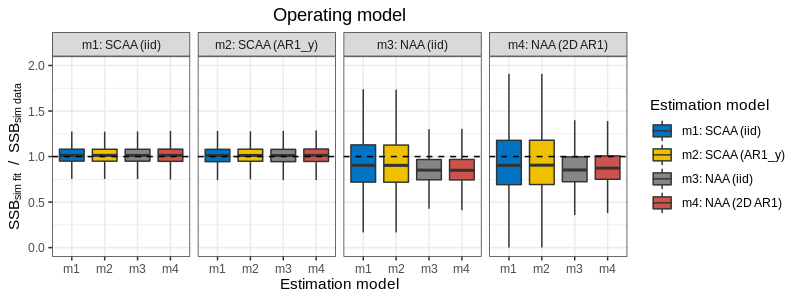 Operating model
m1: SCAA (iid)
m2: SCAA (AR1_y)
m3: NAA (iid)
m4: NAA (2D AR1)
SSBsim fit / SSBsim data
2.0
1.5
1.0
0.5
0.0
m1 m2 m3 m4
m1 m2 m3 m4
m1 m2 m3 m4
m1 m2 m3 m4
Estimation model
Estimation model
m1: SCAA (iid)
m2: SCAA (AR1_y)
m3: NAA (iid)
m4: NAA (2D AR1)